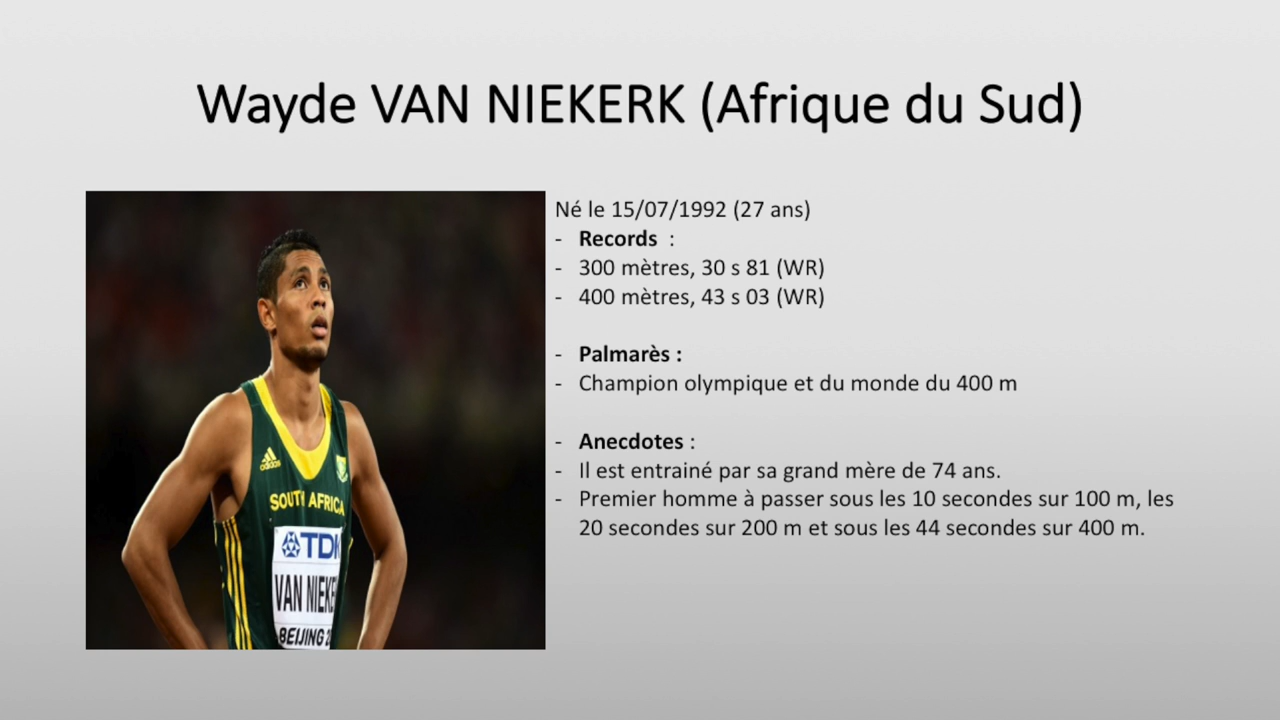 Wayde VAN NIEKERK (Afrique du Sud)
Né le 15/07/1992 (27 ans)
- Records :
- 300 mètres, 30 s 81 (WR)
- 400 mètres, 43 s 03 (WR)
- Palmarès :
- Champion olympique et du monde du 400 m
- Anecdotes :
- Il est entrainé par sa grand mère de 74 ans.
- Premier homme à passer sous les 10 secondes sur 100 m, les
20 secondes sur 200 m et sous les 44 secondes sur 400 m.
adidas
SOUTH AFRICA
TDK
VAN NIEKE
BEIJING 2